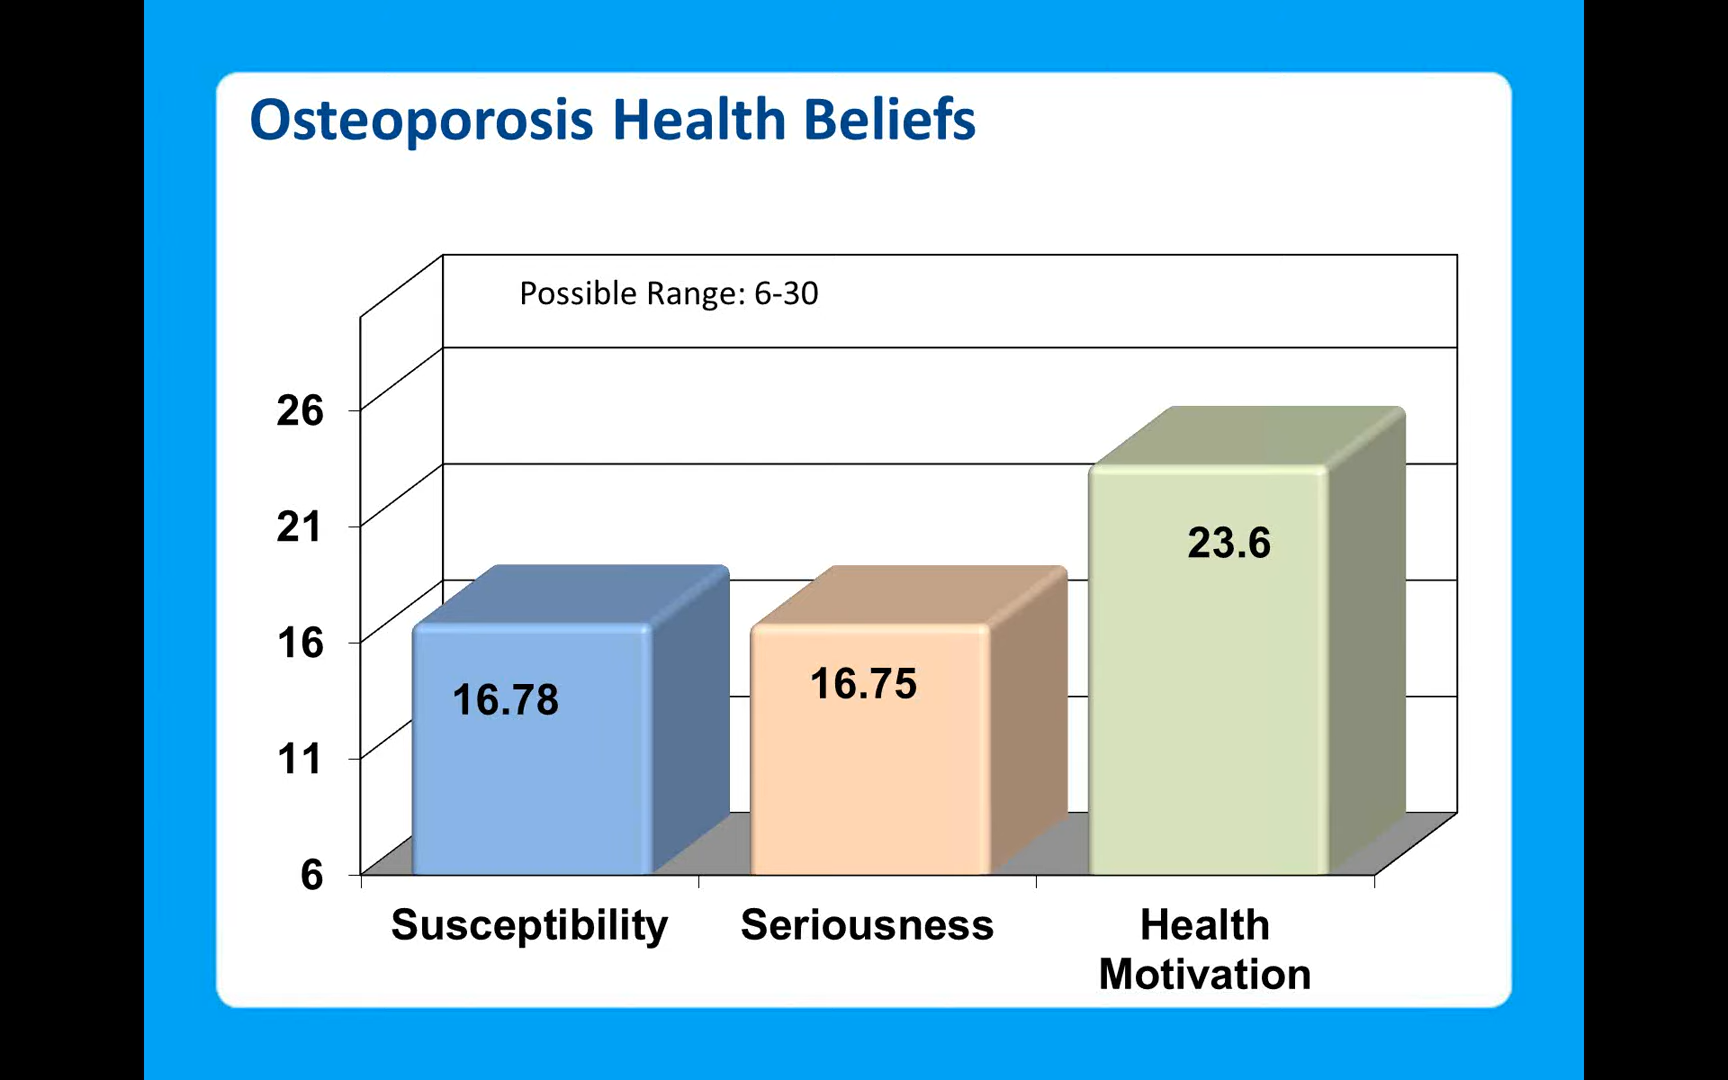 Osteoporosis Health Beliefs
Possible Range: 6-30
26
21
16
11
6
16.78
16.75
23.6
Susceptibility
Seriousness
Health
Motivation